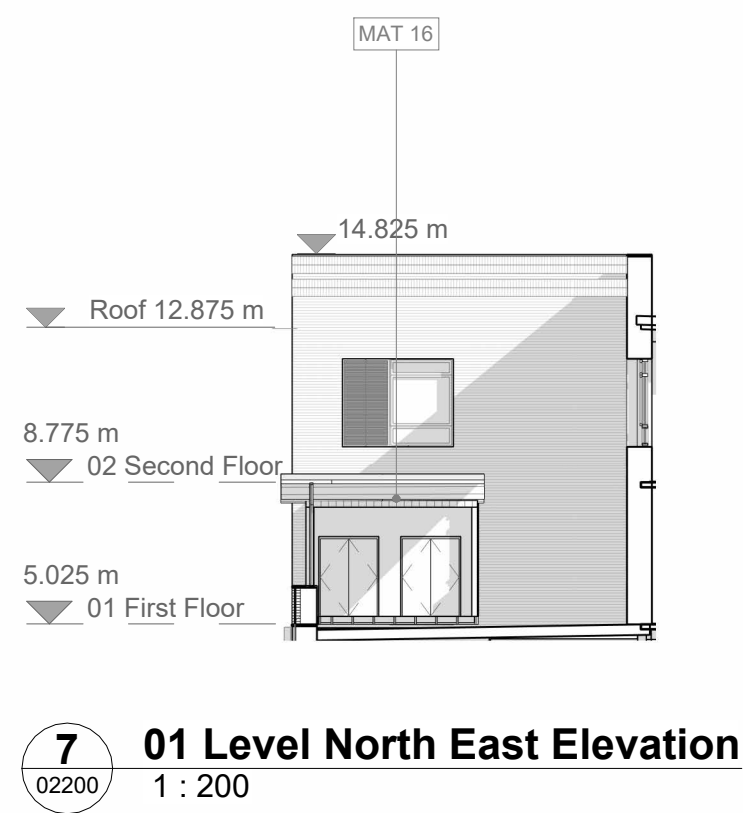 MAT 16
14.825 m
Roof 12.875 m
8.775 m
02 Second Floor
5.025 m
01 First Floor
7
02200
01 Level North East Elevation
1 : 200